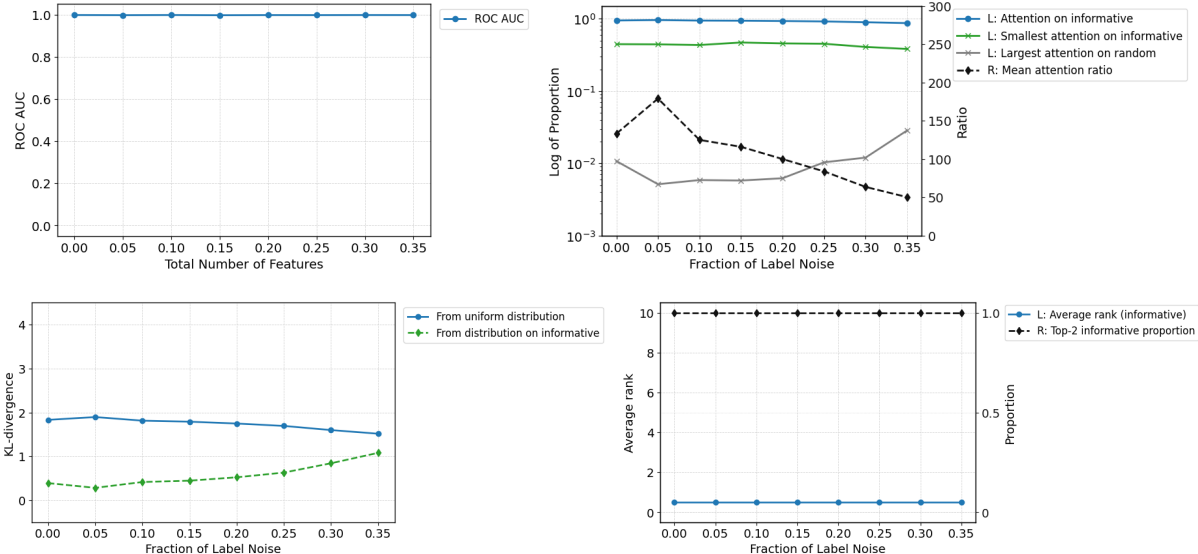 ROC AUC
1.0
0.8
0.6
0.4
0.2
0.0
0.00 0.05 0.10 0.15 0.20 0.25 0.30 0.35
Total Number of Features
ROC AUC
Log of Proportion
10⁰
10⁻¹
10⁻²
10⁻³
300
250
200
150
100
50
0
Ratio
0.00 0.05 0.10 0.15 0.20 0.25 0.30 0.35
Fraction of Label Noise
L: Attention on informative
L: Smallest attention on informative
L: Largest attention on random
R: Mean attention ratio
KL-divergence
4
3
2
1
0
0.00 0.05 0.10 0.15 0.20 0.25 0.30 0.35
Fraction of Label Noise
From uniform distribution
From distribution on informative
Average rank
10
8
6
4
2
0
1.0
0.5
0
Proportion
0.00 0.05 0.10 0.15 0.20 0.25 0.30 0.35
Fraction of Label Noise
L: Average rank (informative)
R: Top-2 informative proportion